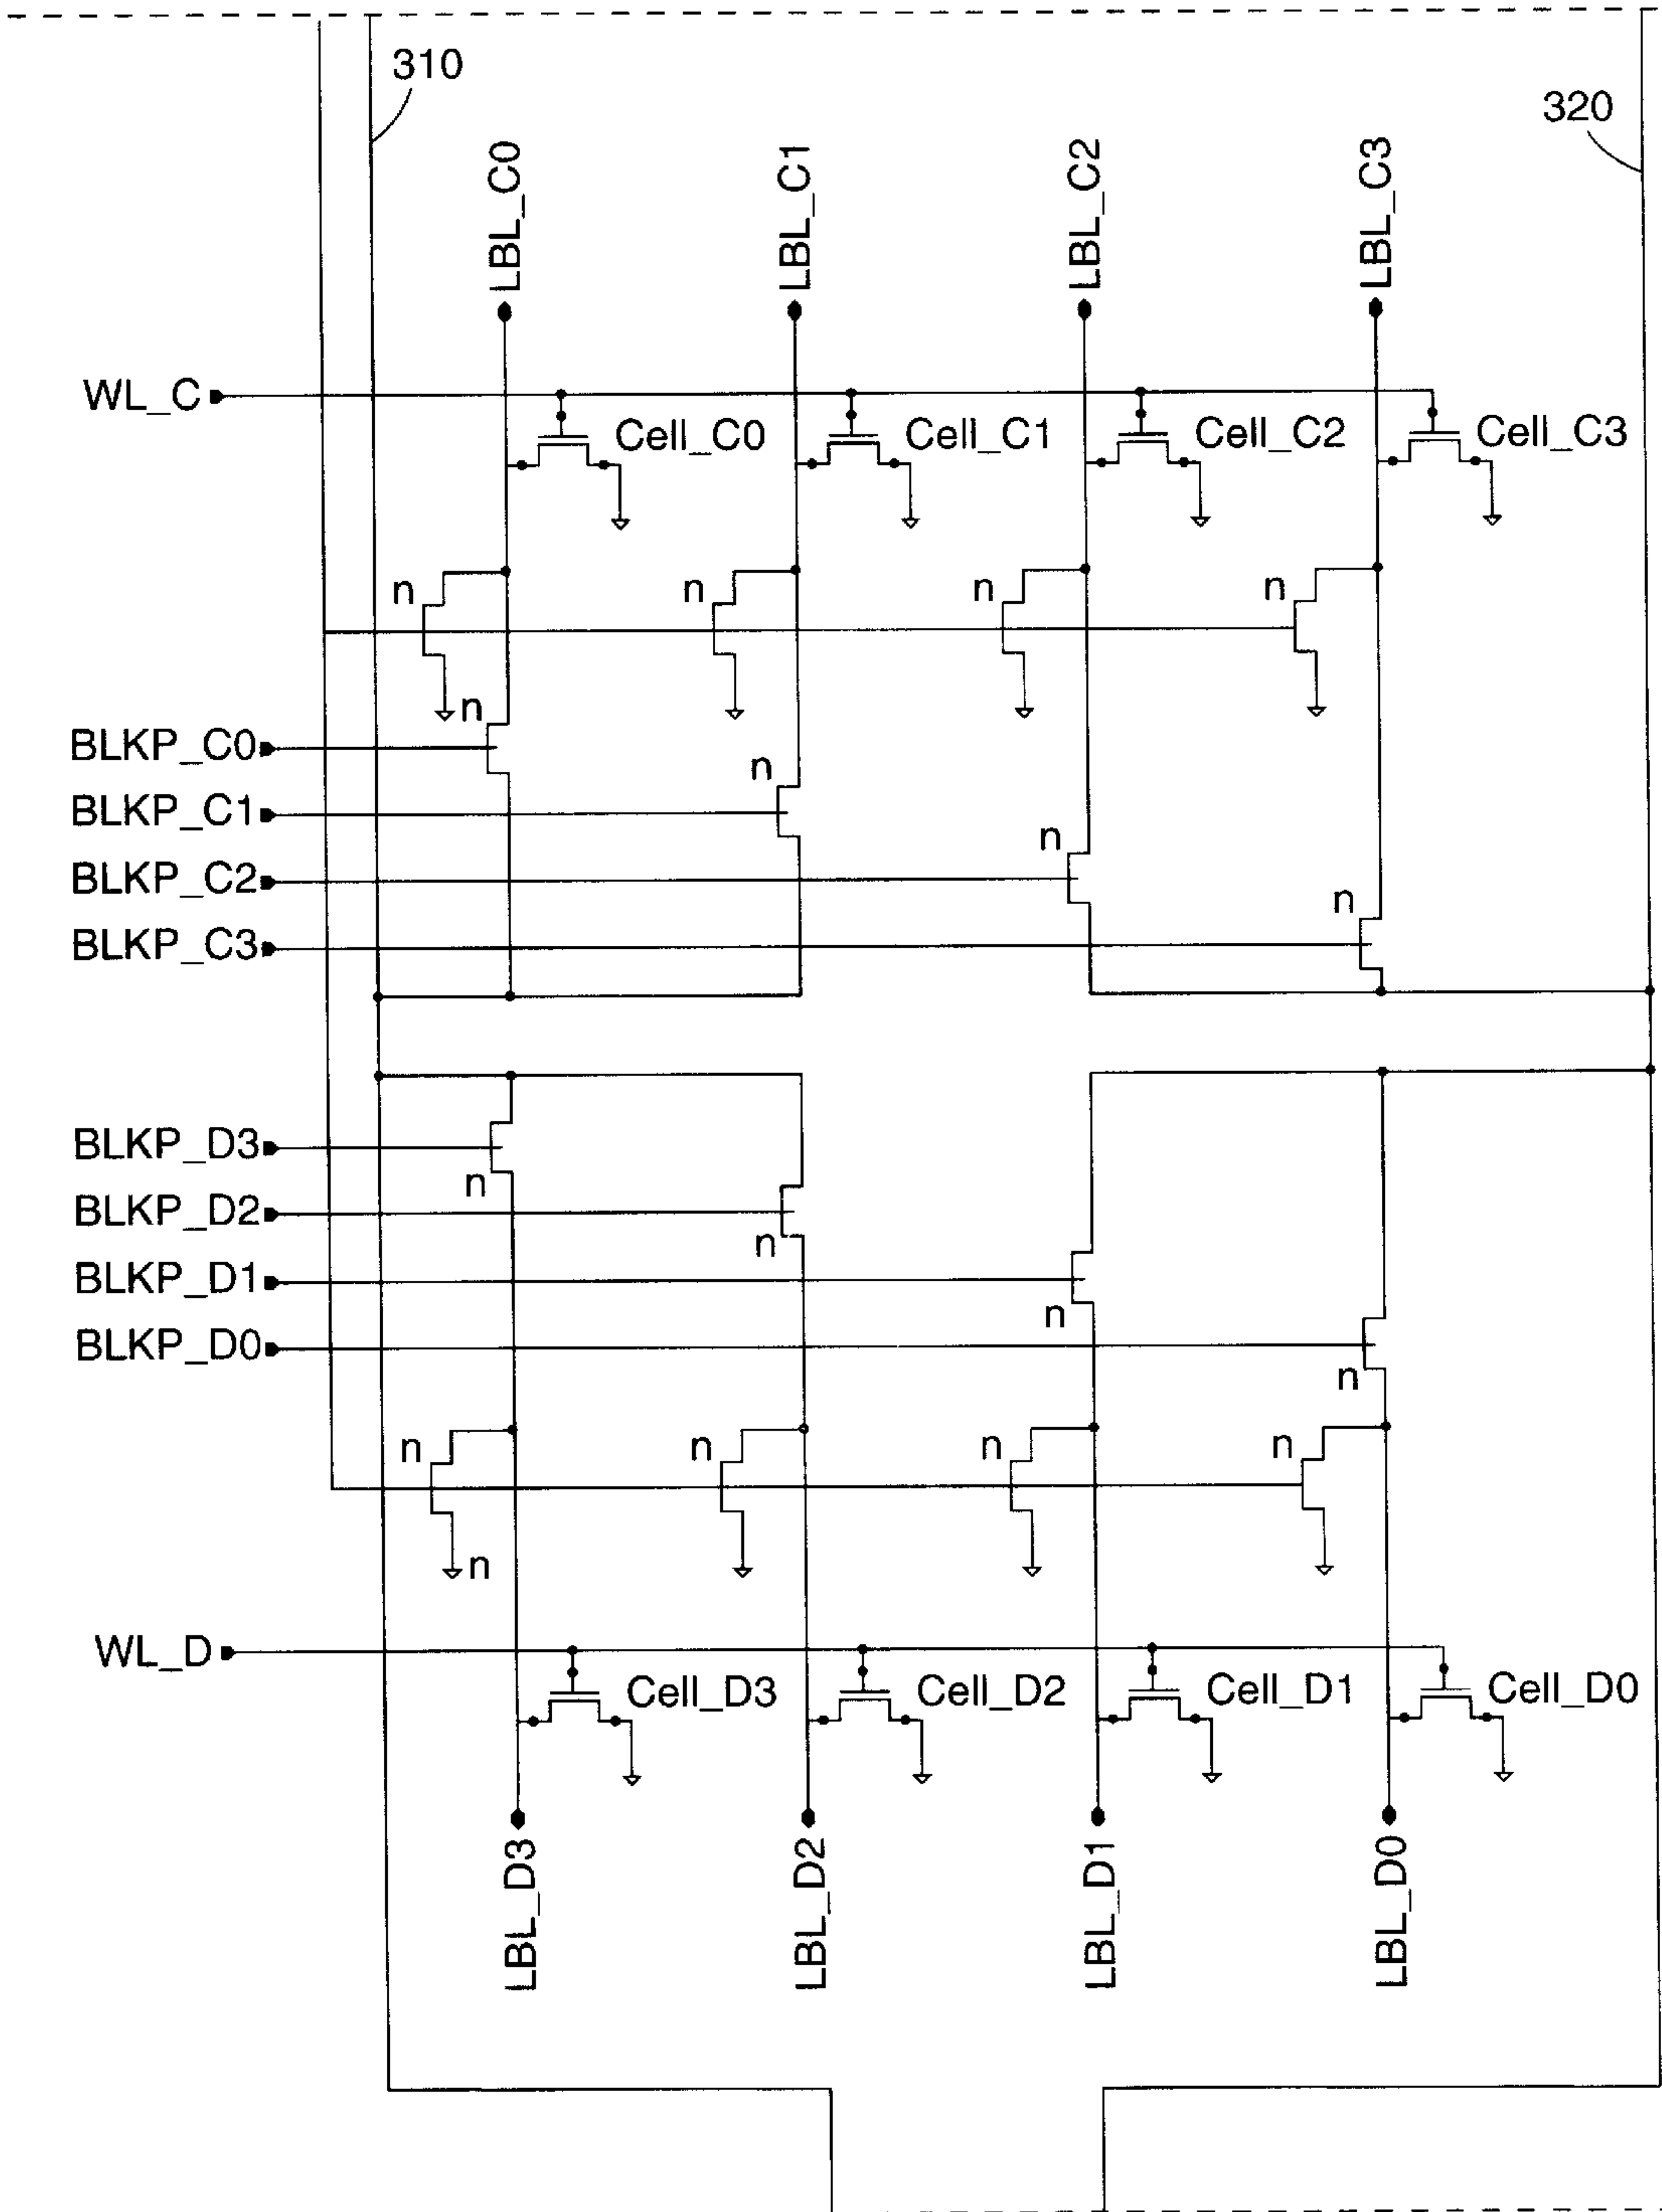 310
320
LBL_C0
LBL_C1
LBL_C2
LBL_C3
WL_C
Cell_C0
Cell_C1
Cell_C2
Cell_C3
n
n
n
n
n
BLKP_C0
n
BLKP_C1
n
BLKP_C2
n
BLKP_C3
BLKP_D3
n
BLKP_D2
n
BLKP_D1
n
BLKP_D0
n
n
n
n
n
n
WL_D
Cell_D3
Cell_D2
Cell_D1
Cell_D0
LBL_D3
LBL_D2
LBL_D1
LBL_D0